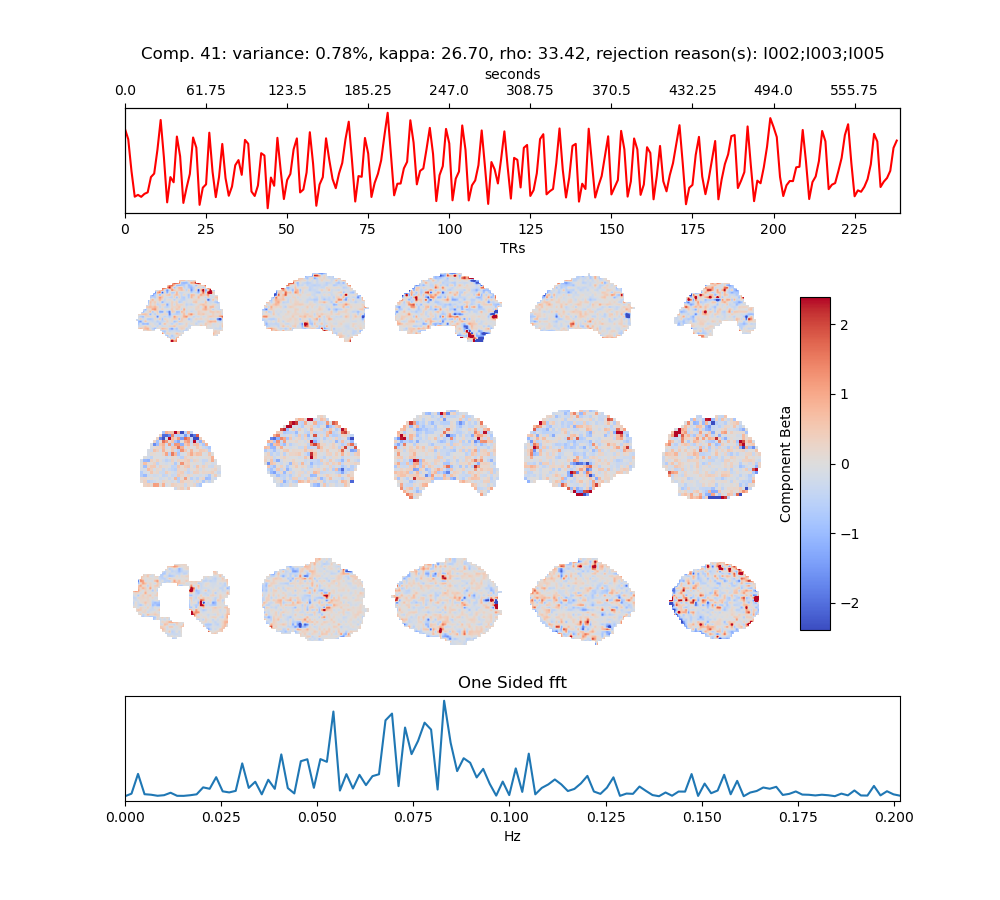 Comp. 41: variance: 0.78%, kappa: 26.70, rho: 33.42, rejection reason(s): I002;I003;I005
seconds
0.0 61.75 123.5 185.25 247.0 308.75 370.5 432.25 494.0 555.75
0 25 50 75 100 125 150 175 200 225
TRs
2
1
0
−1
−2
Component Beta
One Sided fft
0.000 0.025 0.050 0.075 0.100 0.125 0.150 0.175 0.200
Hz